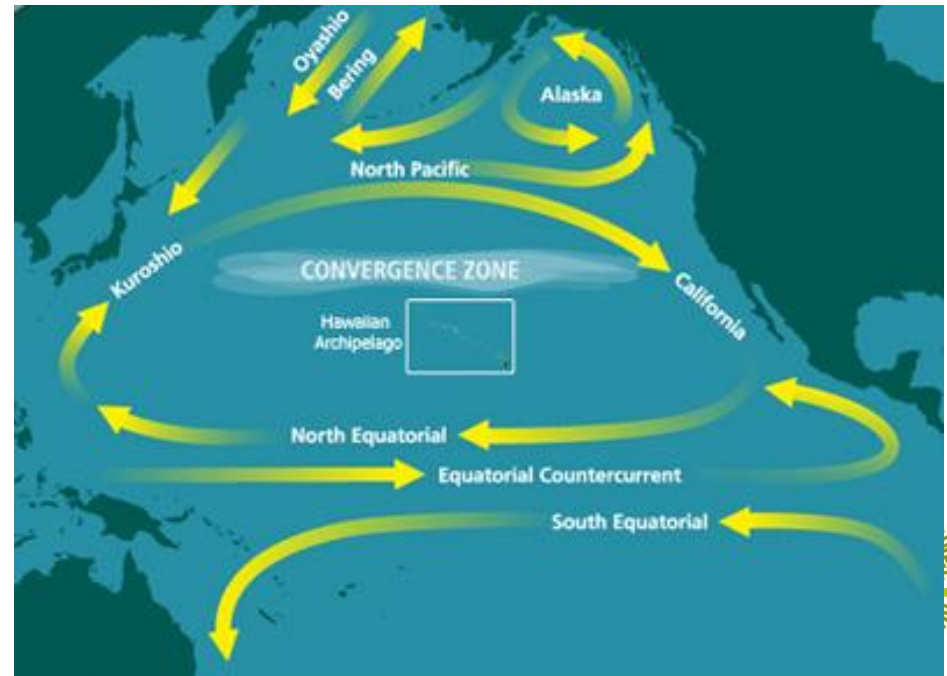 Oyashio
Bering
Alaska
North Pacific
Kuroshio
CONVERGENCE ZONE
California
Hawaiian
Archipelago
North Equatorial
Equatorial Countercurrent
South Equatorial